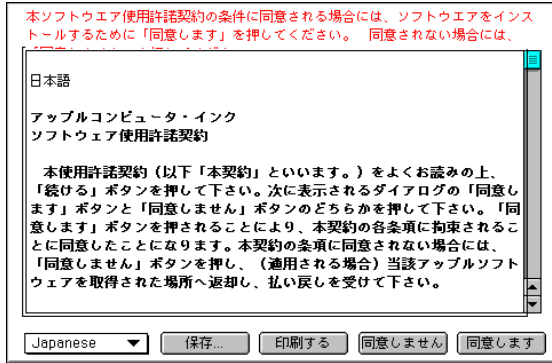 本ソフトウエア使用許諾契約の条件に同意される場合には、ソフトウエアをインス
トールするために「同意します」を押してください。　同意されない場合には、
日本語
アップルコンピュータ・インク
ソフトウェア使用許諾契約
本使用許諾契約（以下「本契約」といいます。）をよくお読みの上、
「続ける」ボタンを押して下さい。次に表示されるダイアログの「同意し
ます」ボタンと「同意しません」ボタンのどちらかを押して下さい。「同
意します」ボタンを押されることにより、本契約の各条項に拘束されるこ
とに同意したことになります。本契約の条項に同意されない場合には、
「同意しません」ボタンを押し、（適用される場合）当該アップルソフト
ウェアを取得された場所へ返却し、払い戻しを受けて下さい。
Japanese 保存... 印刷する 同意しません 同意します